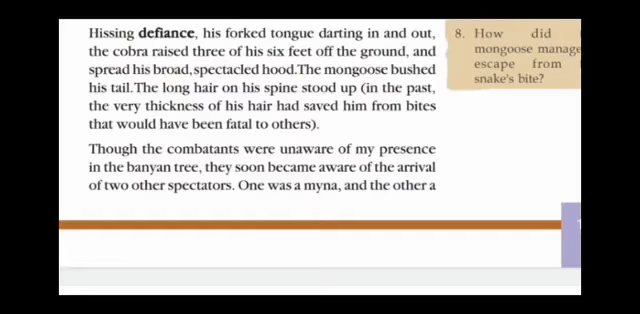 Hissing defiance, his forked tongue darting in and out,
the cobra raised three of his six feet off the ground, and
spread his broad, spectacled hood.The mongoose bushed
his tail.The long hair on his spine stood up (in the past,
the very thickness of his hair had saved him from bites
that would have been fatal to others).
Though the combatants were unaware of my presence
in the banyan tree, they soon became aware of the arrival
of two other spectators. One was a myna, and the other a
8. How did
mongoose manage
escape from
snake's bite?